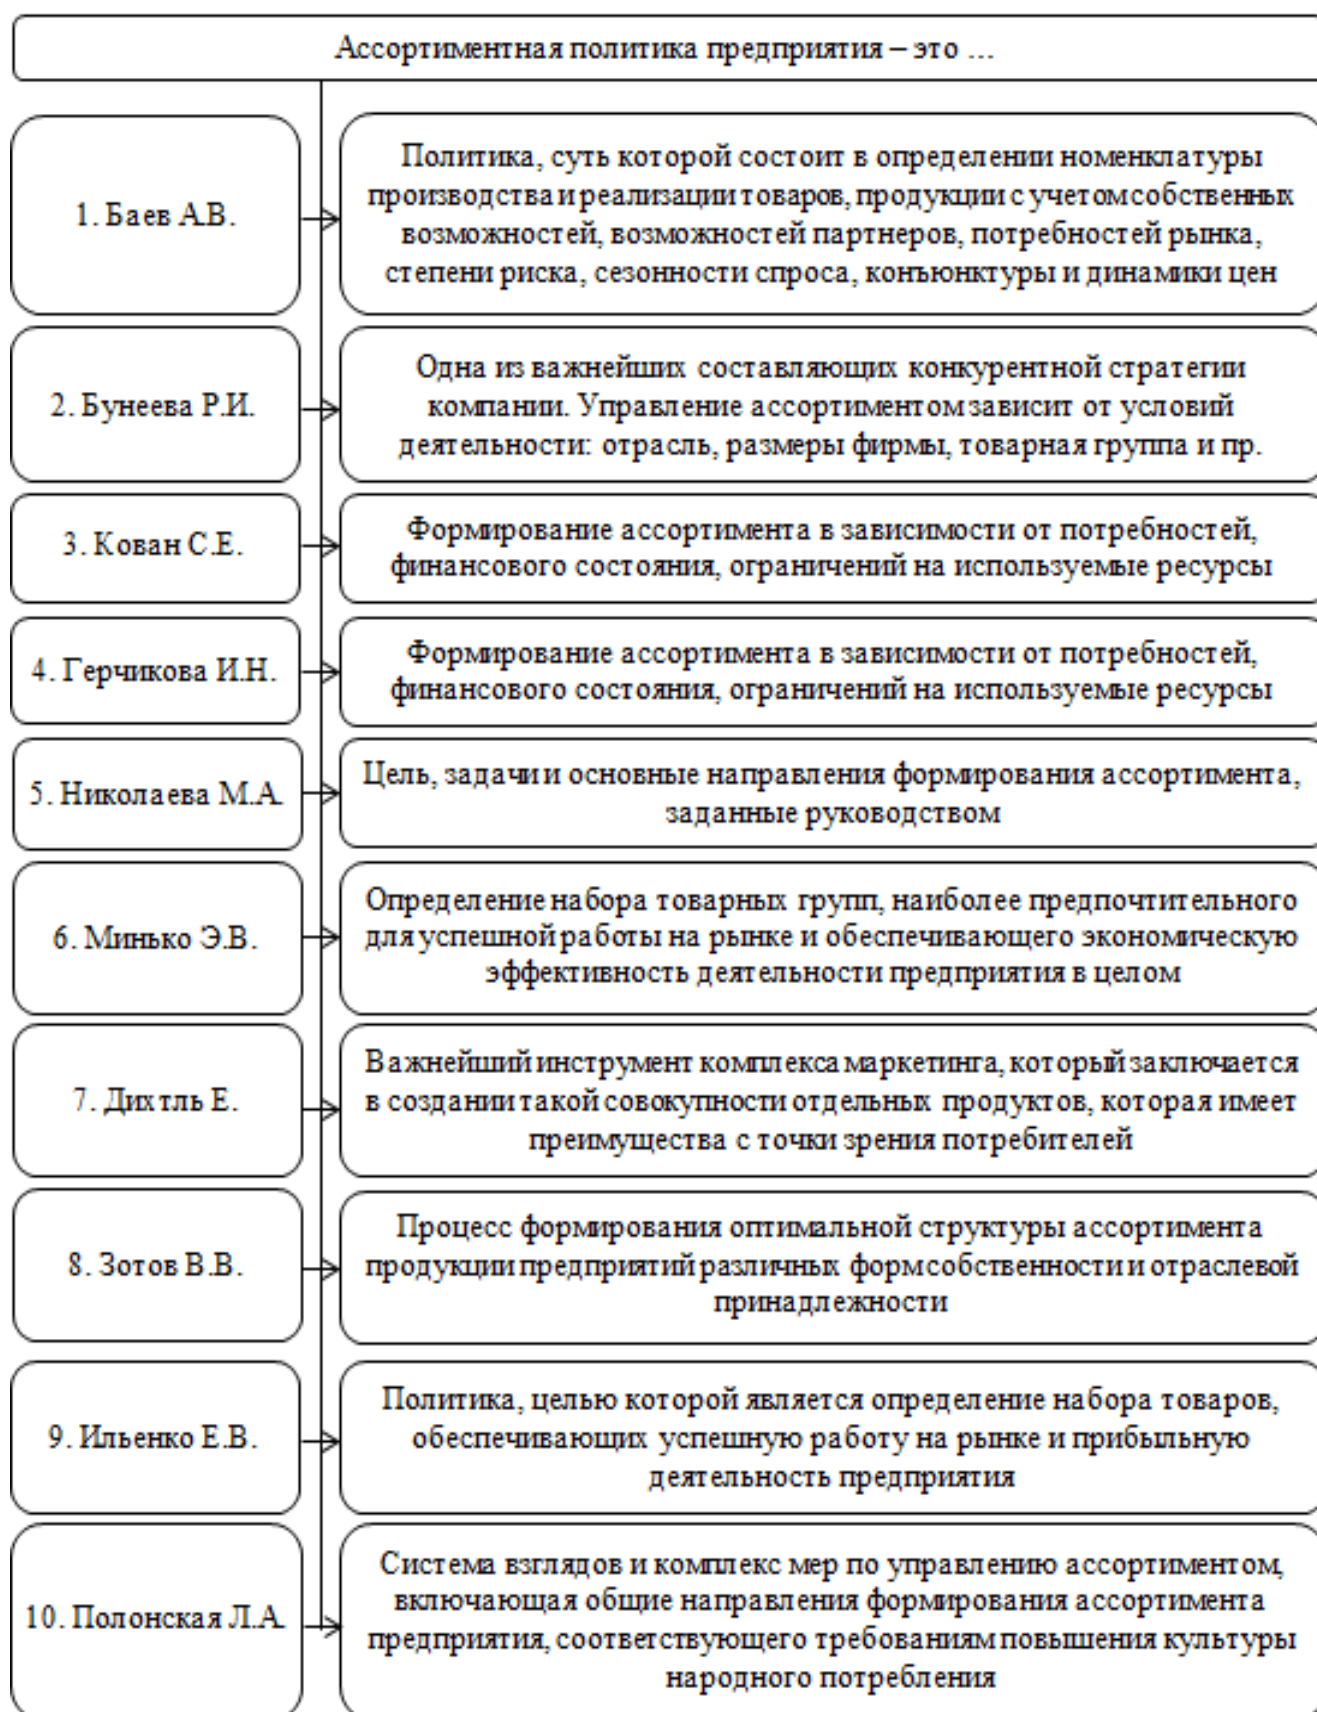 Ассортиментная политика предприятия – это ...
1. Баев А.В.
Политика, суть которой состоит в определении номенклатуры
производства и реализации товаров, продукции с учетом собственных
возможностей, возможностей партнеров, потребностей рынка,
степени риска, сезонности спроса, конъюнктуры и динамики цен
2. Бунеева Р.И.
Одна из важнейших составляющих конкурентной стратегии
компании. Управление ассортиментом зависит от условий
деятельности: отрасль, размеры фирмы, товарная группа и пр.
3. Кован С.Е.
Формирование ассортимента в зависимости от потребностей,
финансового состояния, ограничений на используемые ресурсы
4. Герчикова И.Н.
Формирование ассортимента в зависимости от потребностей,
финансового состояния, ограничений на используемые ресурсы
5. Николаева М.А.
Цель, задачи и основные направления формирования ассортимента,
заданные руководством
6. Минько Э.В.
Определение набора товарных групп, наиболее предпочтительного
для успешной работы на рынке и обеспечивающего экономическую
эффективность деятельности предприятия в целом
7. Дихтль Е.
Важнейший инструмент комплекса маркетинга, который заключается
в создании такой совокупности отдельных продуктов, которая имеет
преимущества с точки зрения потребителей
8. Зотов В.В.
Процесс формирования оптимальной структуры ассортимента
продукции предприятий различных форм собственности и отраслевой
принадлежности
9. Ильенко Е.В.
Политика, целью которой является определение набора товаров,
обеспечивающих успешную работу на рынке и прибыльную
деятельность предприятия
10. Полонская Л.А.
Система взглядов и комплекс мер по управлению ассортиментом,
включающая общие направления формирования ассортимента
предприятия, соответствующего требованиям повышения культуры
народного потребления